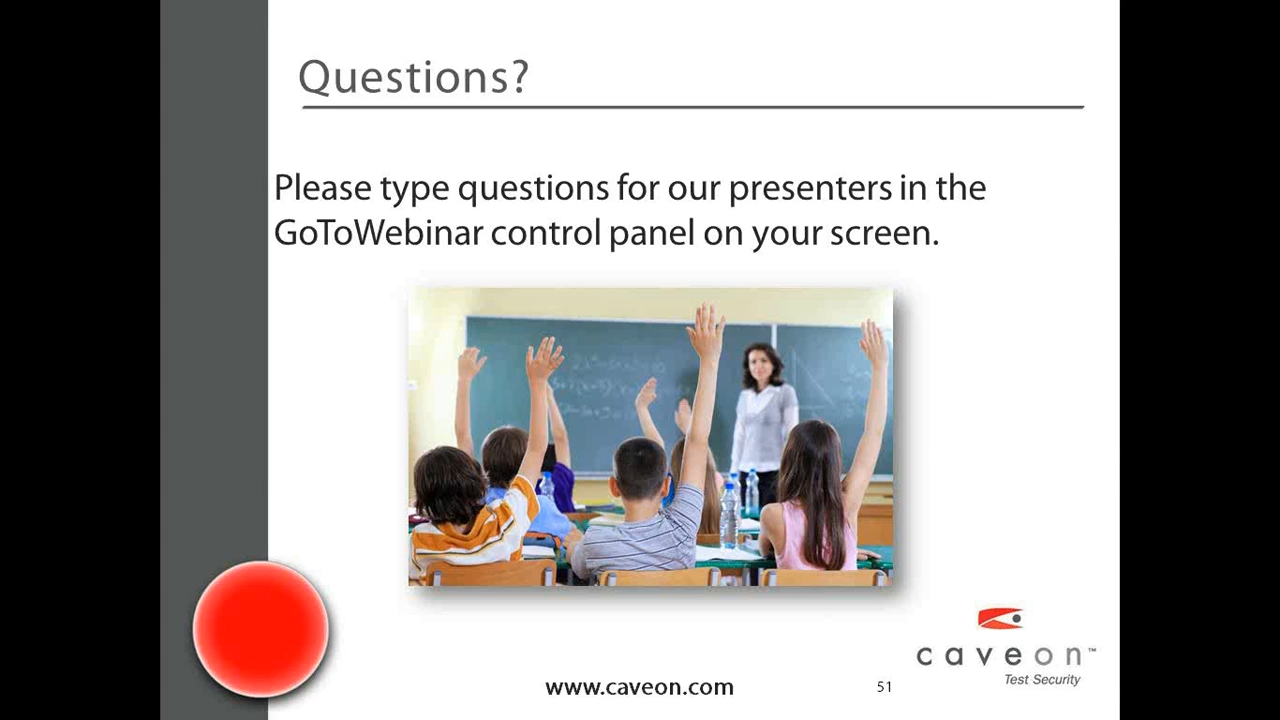 Questions?
Please type questions for our presenters in the
GoToWebinar control panel on your screen.
caveon™
Test Security
www.caveon.com
51